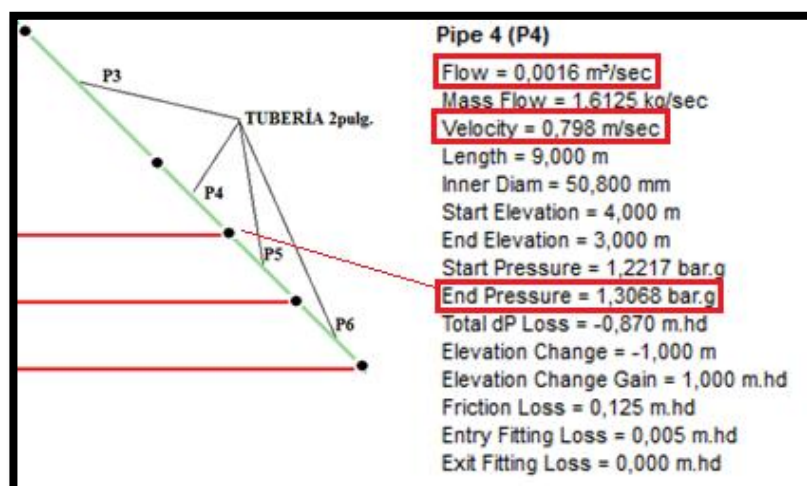 P3
TUBERÍA 2pulg.
P4
P5
P6
Pipe 4 (P4)
Flow = 0,0016 m³/sec
Mass Flow = 1.6125 kg/sec
Velocity = 0,798 m/sec
Length = 9,000 m
Inner Diam = 50,800 mm
Start Elevation = 4,000 m
End Elevation = 3,000 m
Start Pressure = 1,2217 bar.g
End Pressure = 1,3068 bar.g
Total dP Loss = -0,870 m.hd
Elevation Change = -1,000 m
Elevation Change Gain = 1,000 m.hd
Friction Loss = 0,125 m.hd
Entry Fitting Loss = 0,005 m.hd
Exit Fitting Loss = 0,000 m.hd